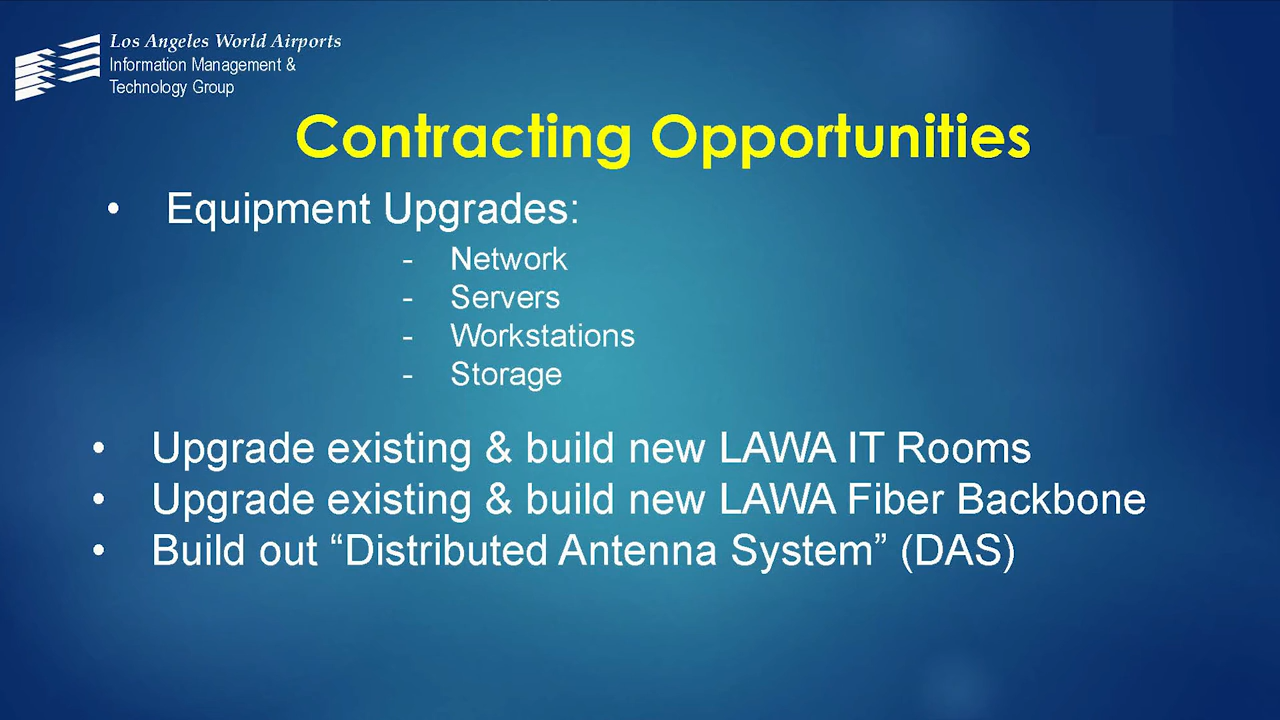 Los Angeles World Airports
Information Management &
Technology Group
Contracting Opportunities
• Equipment Upgrades:
- Network
- Servers
- Workstations
- Storage
• Upgrade existing & build new LAWA IT Rooms
• Upgrade existing & build new LAWA Fiber Backbone
• Build out “Distributed Antenna System” (DAS)